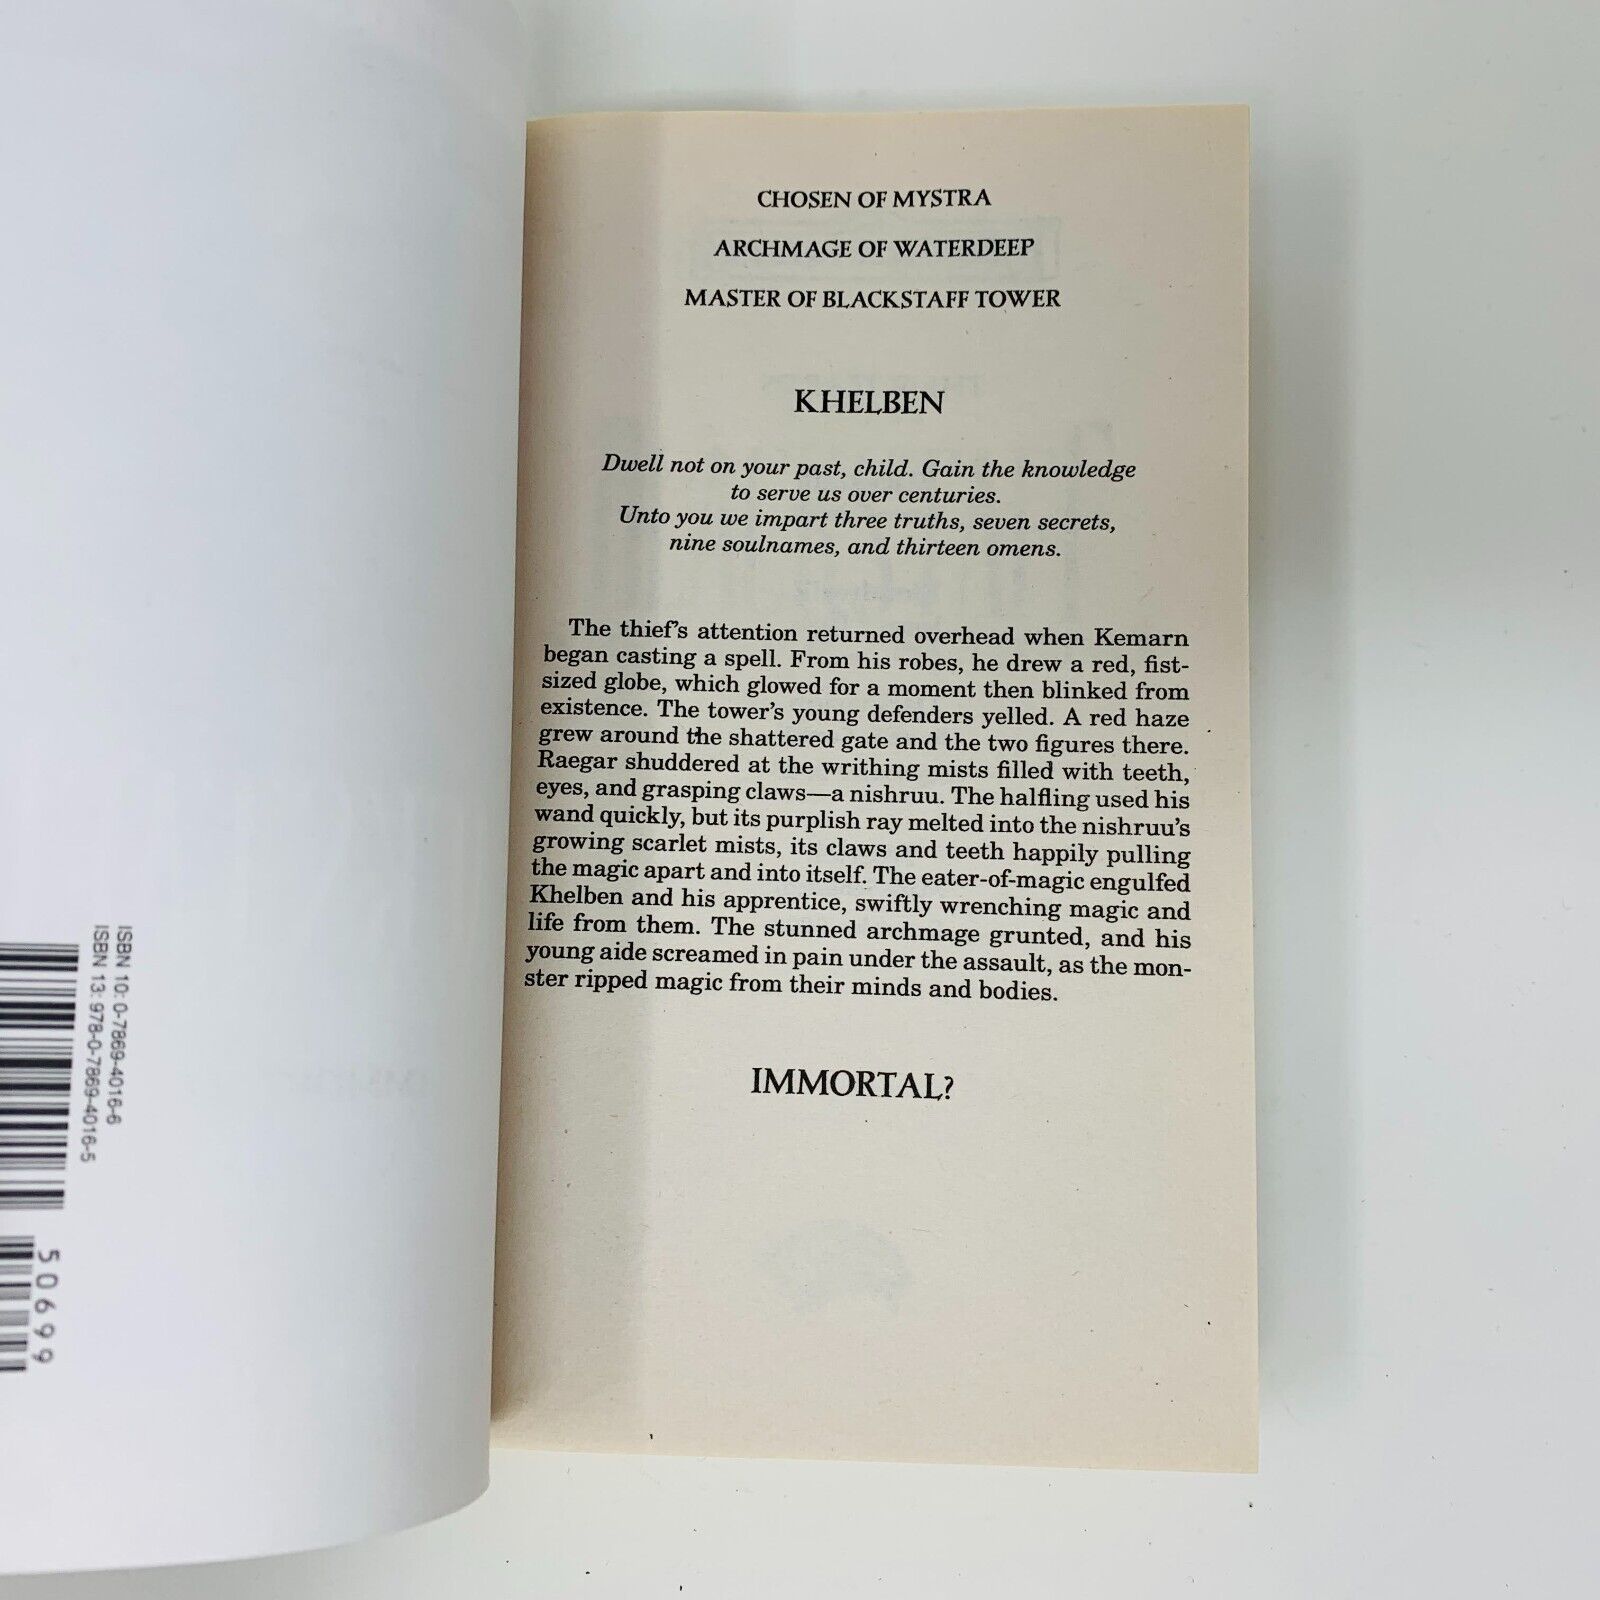 CHOSEN OF MYSTRA
ARCHMAGE OF WATERDEEP
MASTER OF BLACKSTAFF TOWER
KHELBEN
Dwell not on your past, child. Gain the knowledge
to serve us over centuries.
Unto you we impart three truths, seven secrets,
nine soulnames, and thirteen omens.
The thief's attention returned overhead when Kemarn
began casting a spell. From his robes, he drew a red, fist-
sized globe, which glowed for a moment then blinked from
existence. The tower's young defenders yelled. A red haze
grew around the shattered gate and the two figures there.
Raegar shuddered at the writhing mists filled with teeth,
eyes, and grasping claws—a nishruu. The halfling used his
wand quickly, but its purplish ray melted into the nishruu's
growing scarlet mists, its claws and teeth happily pulling
the magic apart and into itself. The eater-of-magic engulfed
Khelben and his apprentice, swiftly wrenching magic and
life from them. The stunned archmage grunted, and his
young aide screamed in pain under the assault, as the mon-
ster ripped magic from their minds and bodies.
IMMORTAL?
ISBN 10: 0-7869-4016-6
ISBN 13: 978-0-7869-4016-5
50699